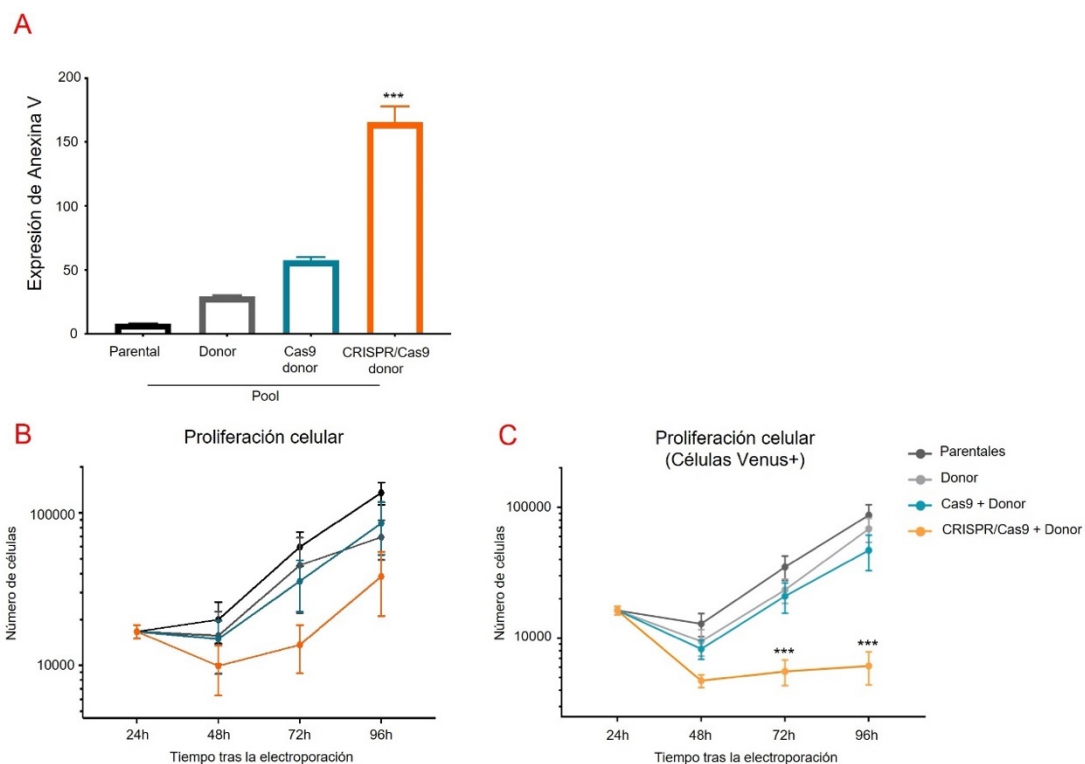 A
Expresión de Anexina V
200
150
100
50
0
***
Parental
Donor
Cas9
donor
CRISPR/Cas9
donor
Pool
B
Proliferación celular
Número de células
100000
10000
24h
48h
72h
96h
Tiempo tras la electroporación
C
Proliferación celular
(Células Venus+)
Número de células
100000
10000
***
***
24h
48h
72h
96h
Tiempo tras la electroporación
Parentales
Donor
Cas9 + Donor
CRISPR/Cas9 + Donor